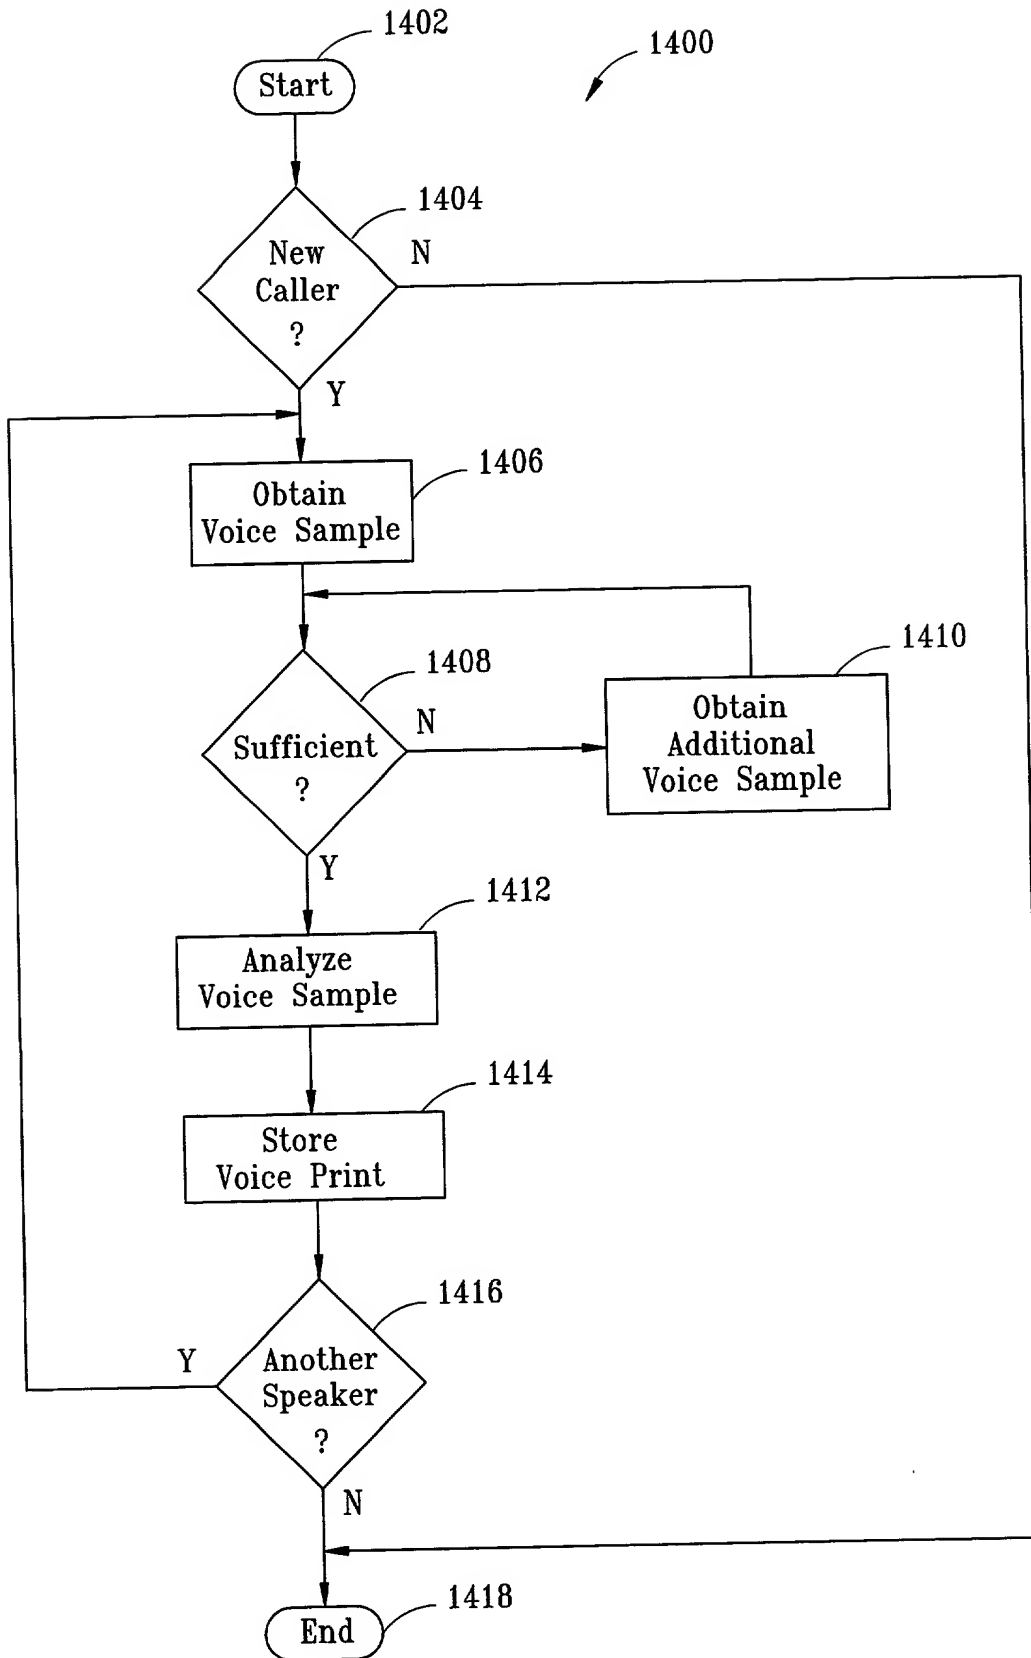 1402
1400
Start
1404
New
Caller
?
N
Y
1406
Obtain
Voice Sample
1408
Sufficient
?
N
1410
Obtain
Additional
Voice Sample
Y
1412
Analyze
Voice Sample
1414
Store
Voice Print
1416
Another
Speaker
?
Y
N
1418
End